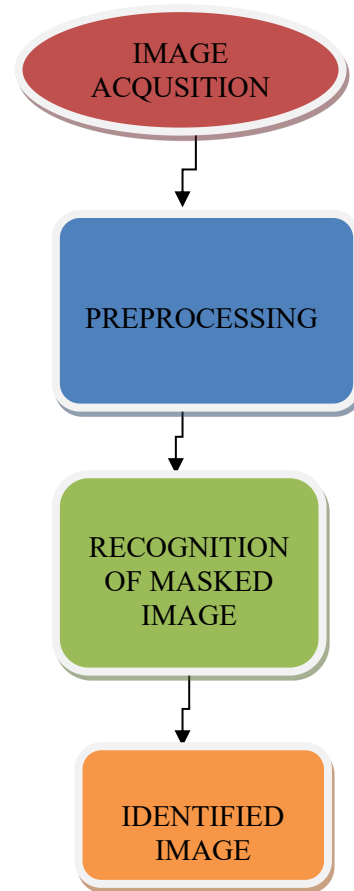 IMAGE
ACQUSITION
PREPROCESSING
RECOGNITION
OF MASKED
IMAGE
IDENTIFIED
IMAGE